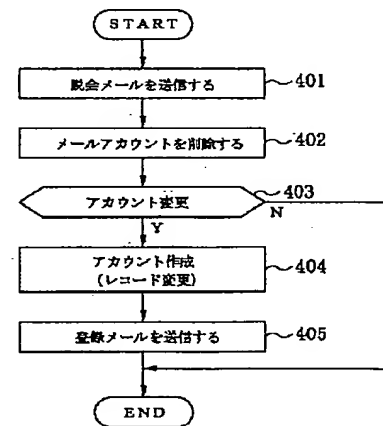 START
脱会メールを送信する
401
メールアカウントを削除する
402
アカウント変更
403
N
Y
アカウント作成
(レコード変更)
404
登録メールを送信する
405
END